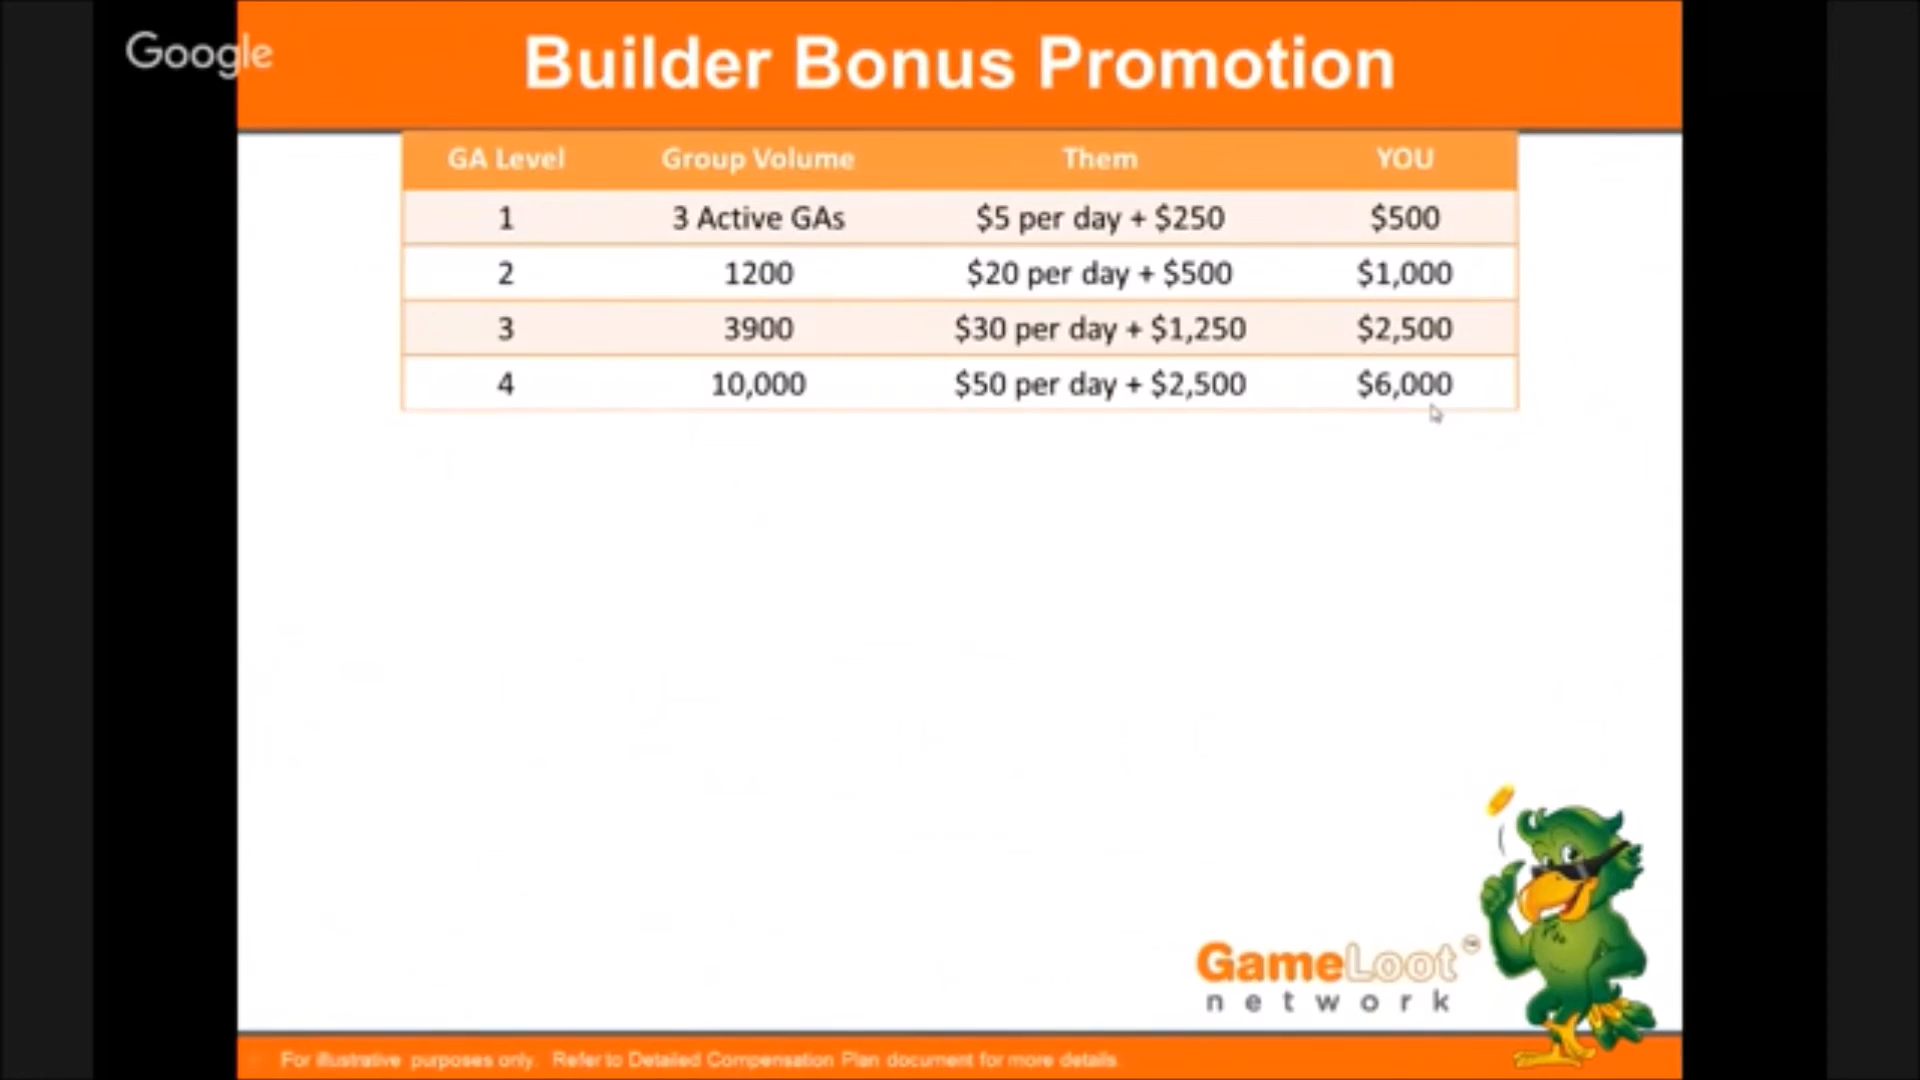 Google
Builder Bonus Promotion
GA Level Group Volume Them YOU
1 3 Active GAs $5 per day + $250 $500
2 1200 $20 per day + $500 $1,000
3 3900 $30 per day + $1,250 $2,500
4 10,000 $50 per day + $2,500 $6,000
GameLoot
network
For illustrative purposes only. Refer to Detailed Compensation Plan document for more details.